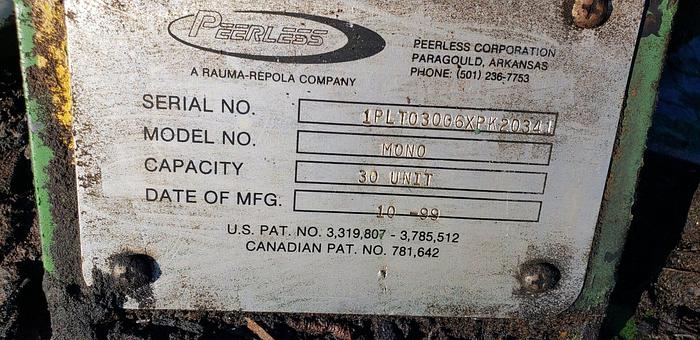 PEERLESS
A RAUMA-REPOLA COMPANY
PEERLESS CORPORATION
PARAGOULD, ARKANSAS
PHONE: (501) 236-7753
SERIAL NO. 1PLT030G6XPK20341
MODEL NO. MONO
CAPACITY 30 UNIT
DATE OF MFG. 10-99
U.S. PAT. NO. 3,319,807 - 3,785,512
CANADIAN PAT. NO. 781,642